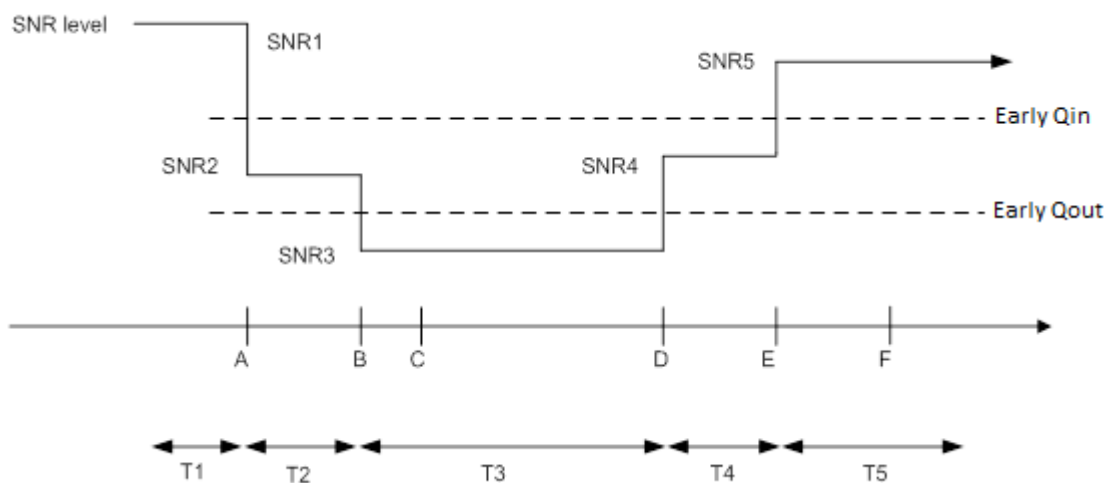 SNR level
SNR1
SNR5
Early Qin
SNR2
SNR4
Early Qout
SNR3
A B C D E F
T1 T2 T3 T4 T5